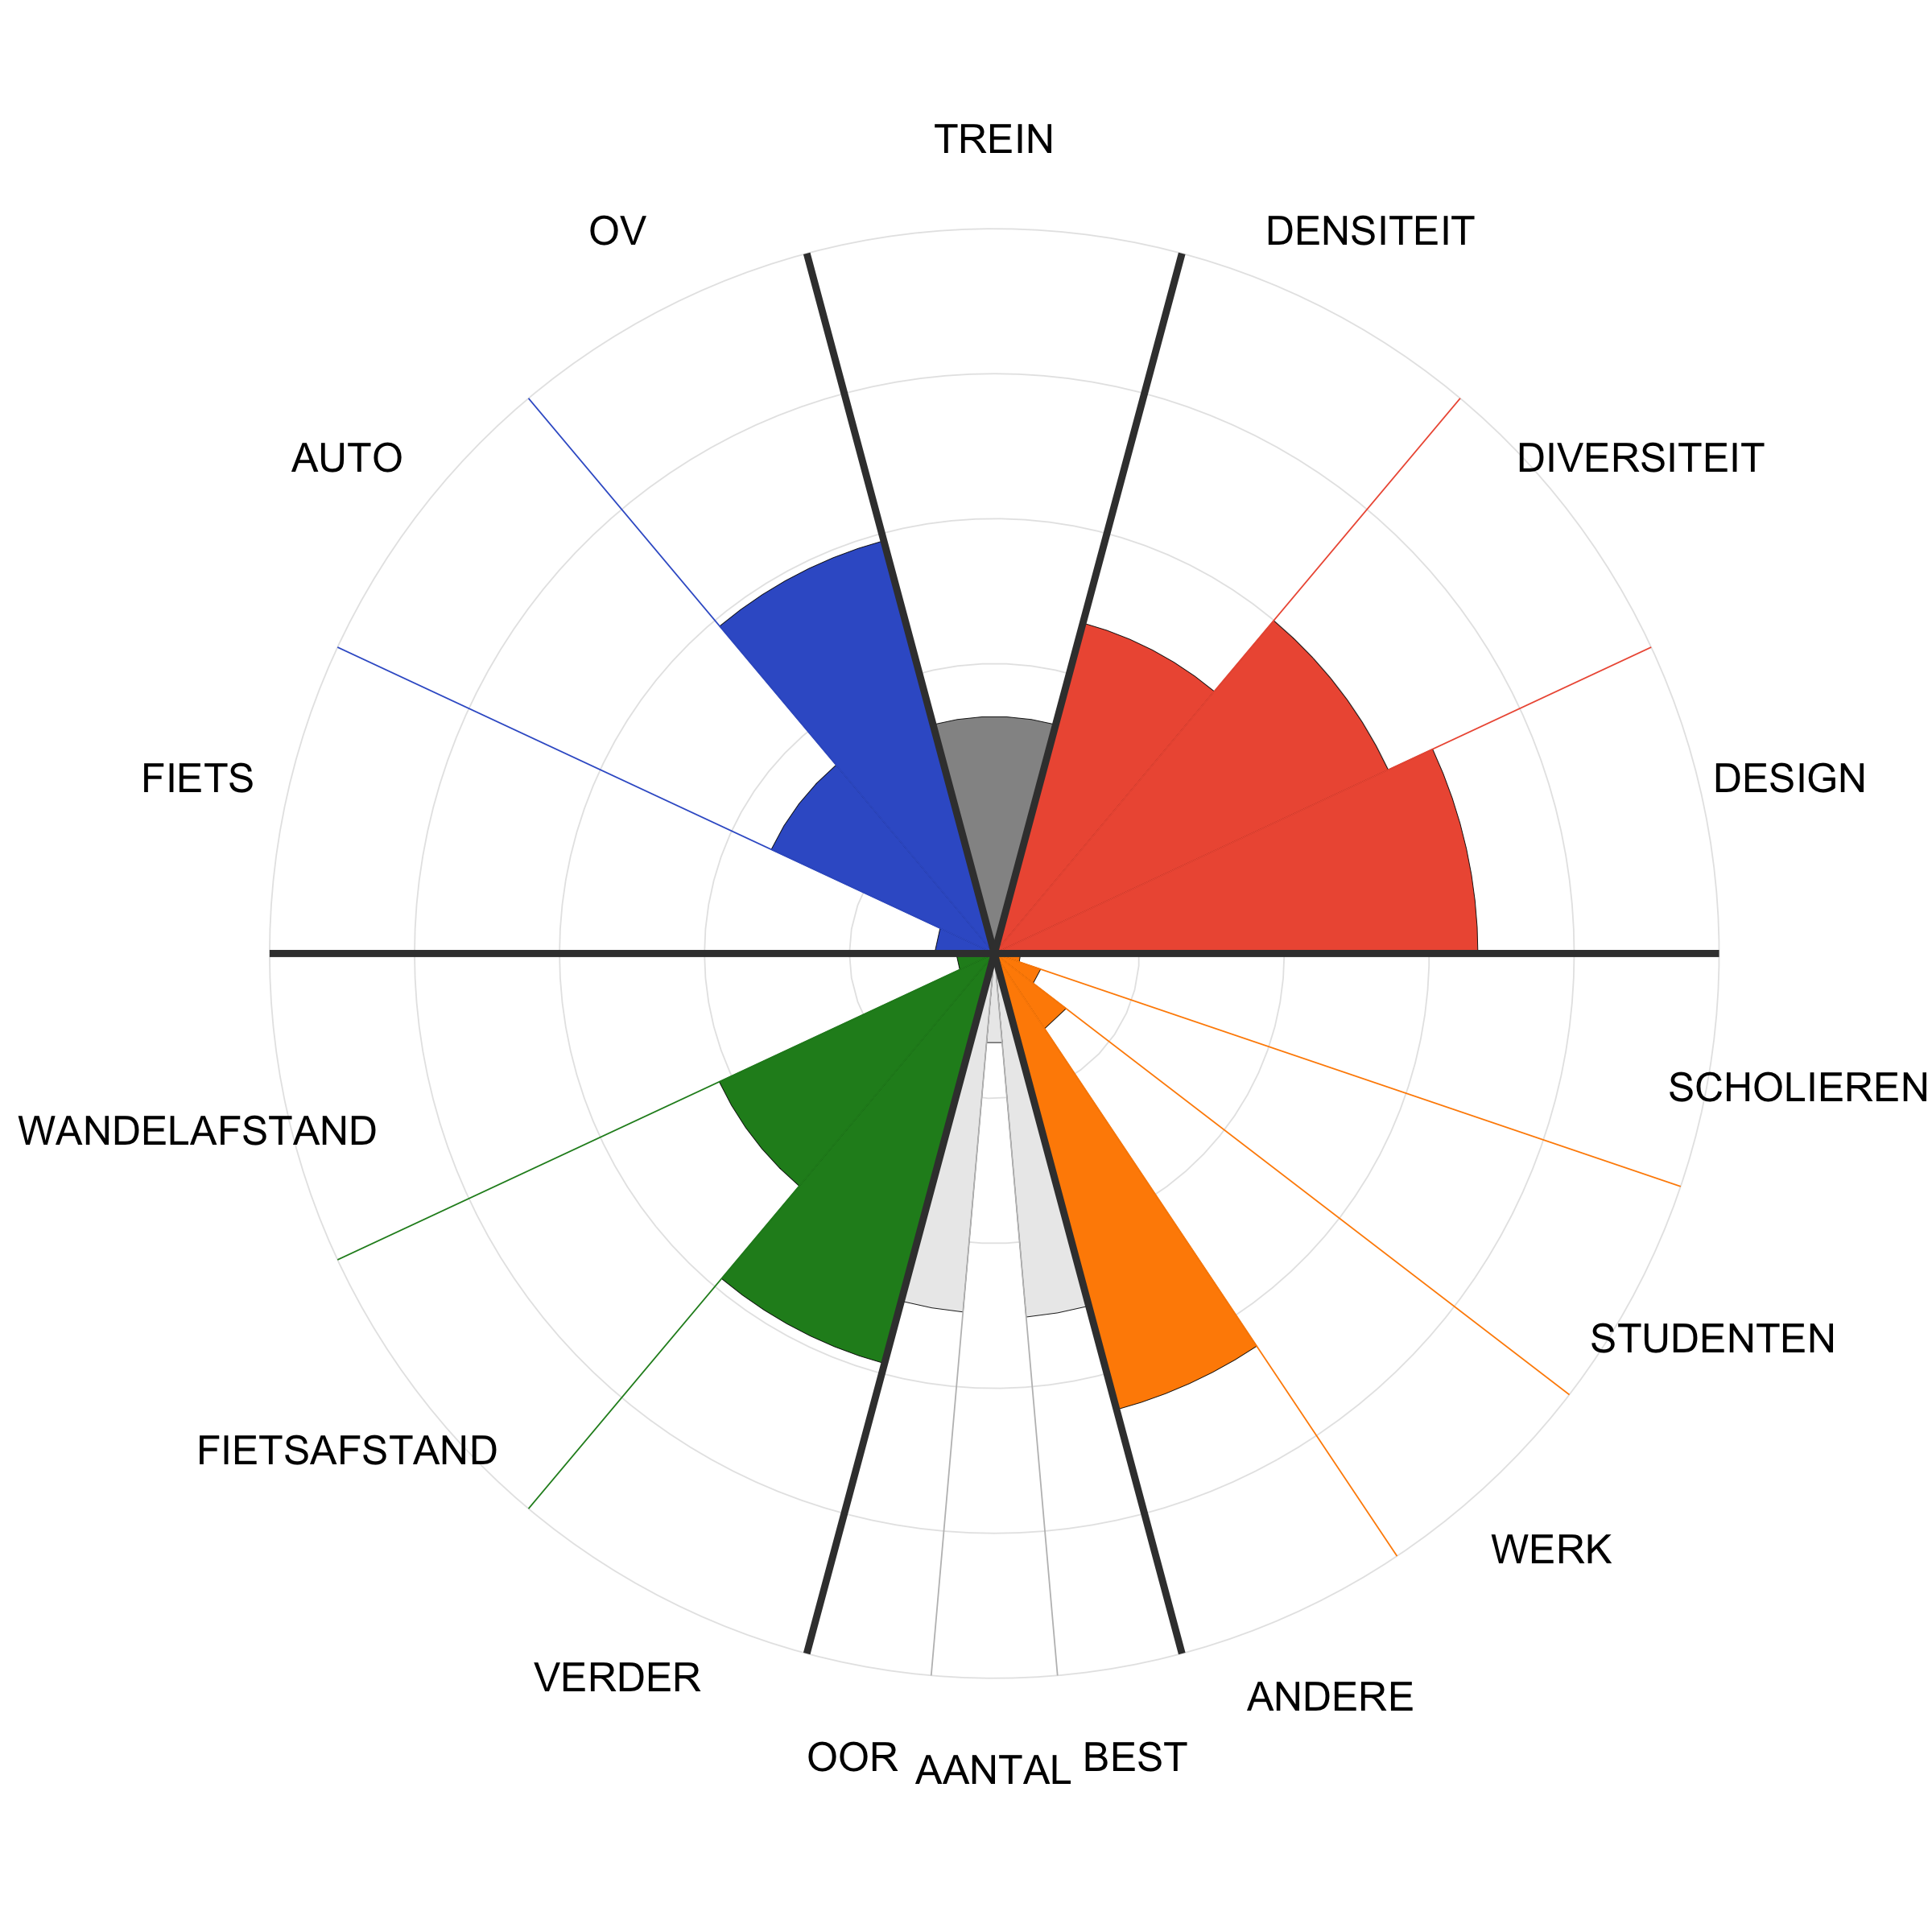 TREIN
OV
DENSITEIT
AUTO
DIVERSITEIT
FIETS
DESIGN
SCHOLIEREN
WANDELAFSTAND
STUDENTEN
FIETSAFSTAND
WERK
VERDER
ANDERE
OOR
AANTAL
BEST